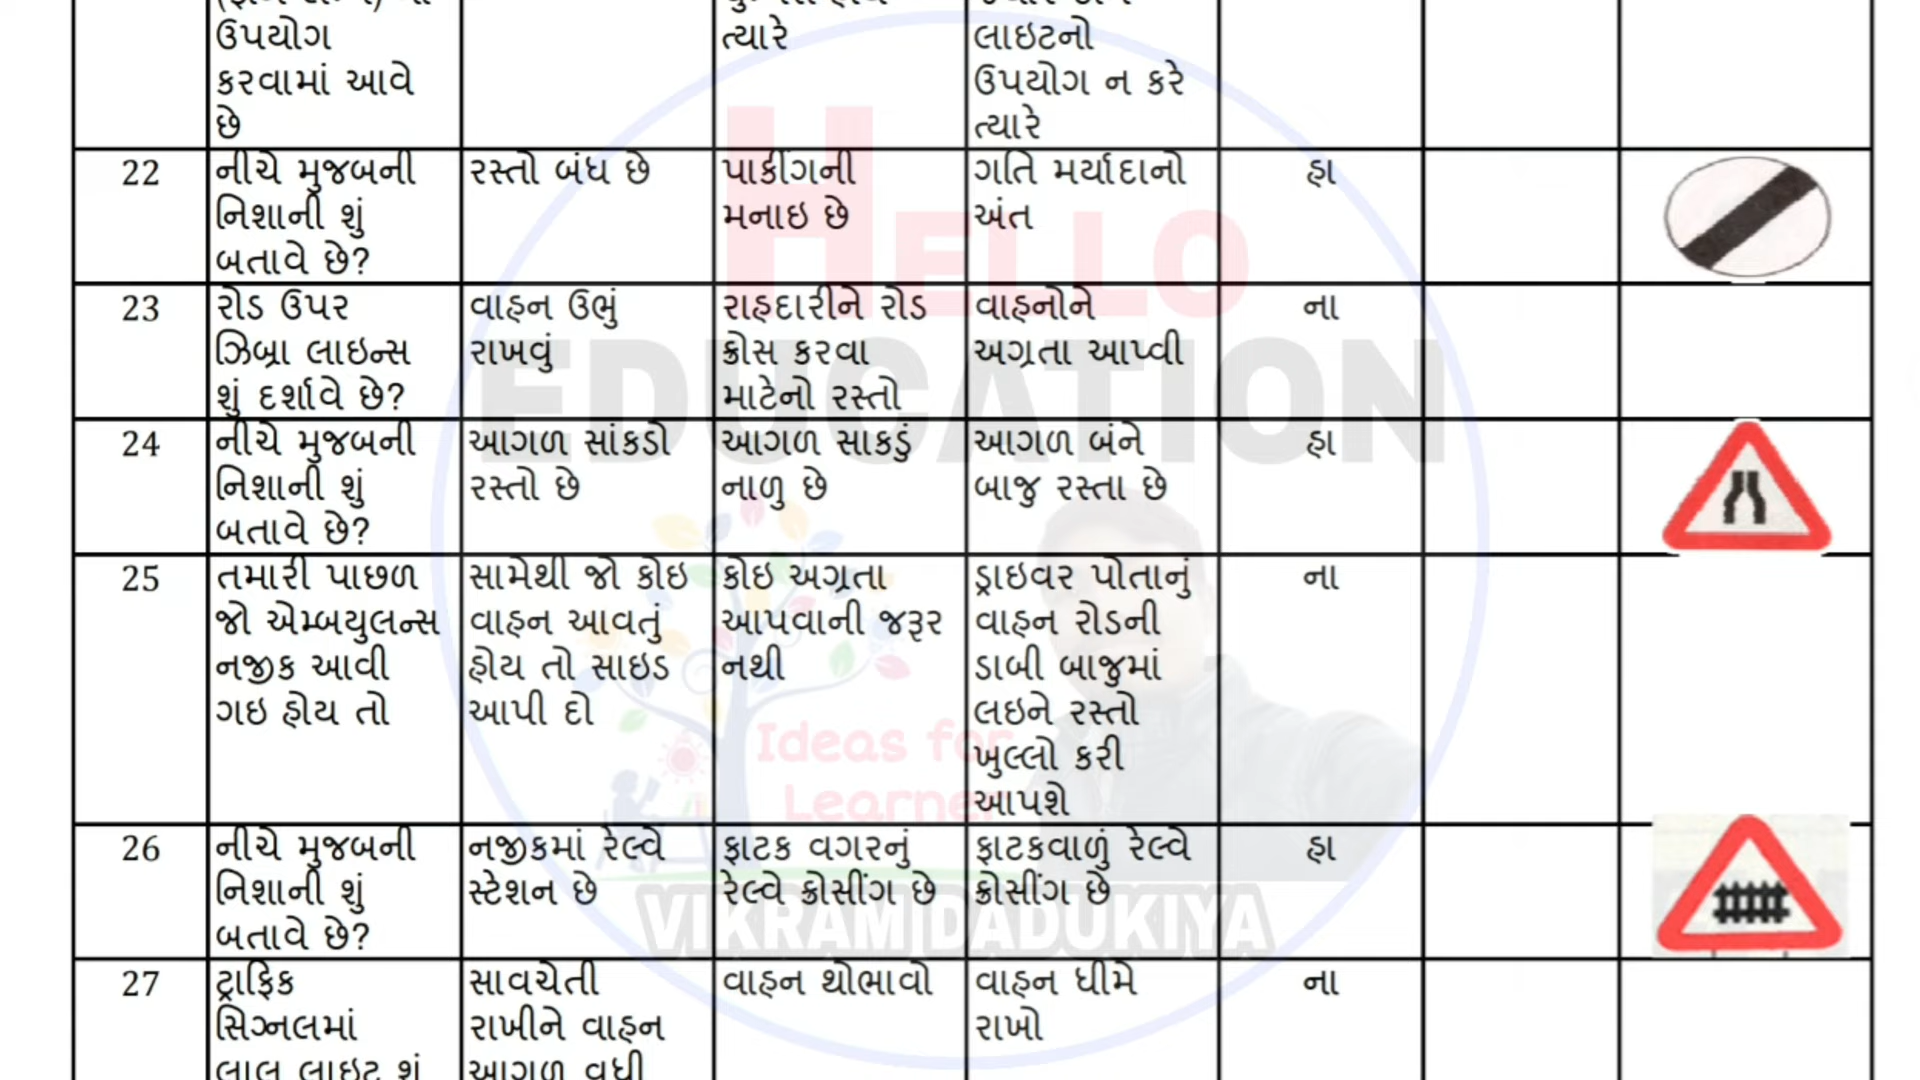 ઉપયોગ
કરવામાં આવે
છે
ત્યારે
લાઇટનો
ઉપયોગ ન કરે
ત્યારે
22
નીચે મુજબની
નિશાની શું
બતાવે છે?
રસ્તો બંધ છે
પાર્કીંગની
મનાઇ છે
ગતિ મર્યાદાનો
અંત
હા
23
રોડ ઉપર
ઝિબ્રા લાઇન્સ
શું દર્શાવે છે?
વાહન ઉભું
રાખવું
રાહદારીને રોડ
ક્રોસ કરવા
માટેનો રસ્તો
વાહનોને
અગ્રતા આપ્વી
ના
24
નીચે મુજબની
નિશાની શું
બતાવે છે?
આગળ સાંકડો
રસ્તો છે
આગળ સાકડું
નાળુ છે
આગળ બંને
બાજુ રસ્તા છે
હા
25
તમારી પાછળ
જો એમ્બયુલન્સ
નજીક આવી
ગઇ હોય તો
સામેથી જો કોઇ
વાહન આવતું
હોય તો સાઇડ
આપી દો
કોઇ અગ્રતા
આપવાની જરૂર
નથી
ડ્રાઇવર પોતાનું
વાહન રોડની
ડાબી બાજુમાં
લઇને રસ્તો
ખુલ્લો કરી
આપશે
ના
26
નીચે મુજબની
નિશાની શું
બતાવે છે?
નજીકમાં રેલ્વે
સ્ટેશન છે
ફાટક વગરનું
રેલ્વે ક્રોસીંગ છે
ફાટકવાળું રેલ્વે
ક્રોસીંગ છે
હા
27
ટ્રાફિક
સિગ્નલમાં
લાલ લાઇટ શું
સાવચેતી
રાખીને વાહન
આગળ વધી
વાહન થોભાવો
વાહન ધીમે
રાખો
ના
HELLO
EDUCATION
Ideas for
Learner
VIKRAM DADUKIYA